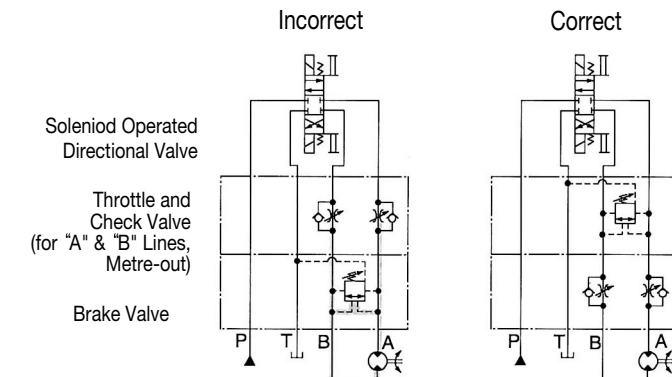 Incorrect
Correct
Soleniod Operated
Directional Valve
Throttle and
Check Valve
(for "A" & "B" Lines,
Metre-out)
Brake Valve
P T B A
P T B A